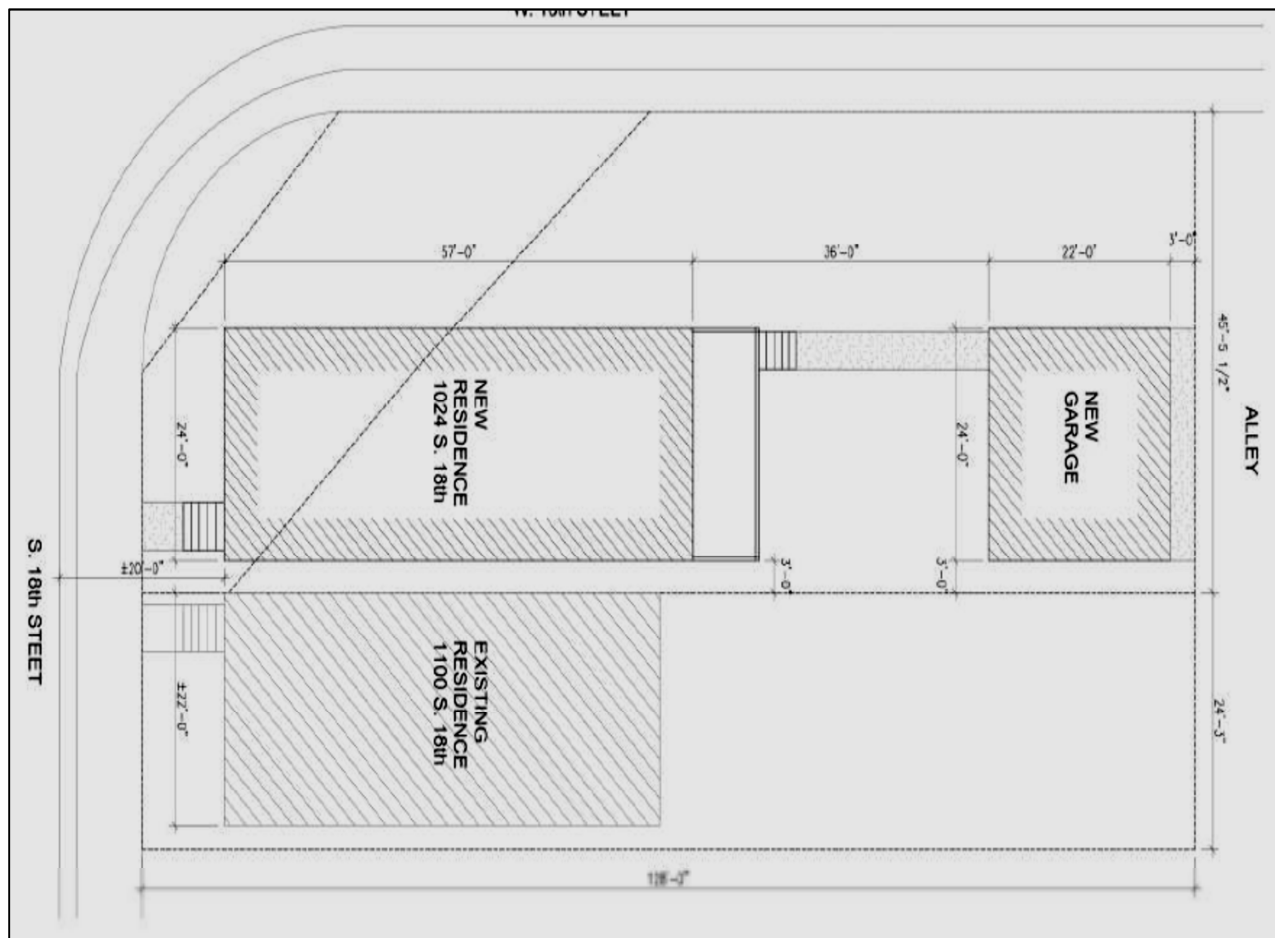 57'-0"
36'-0"
22'-0'
3'-0"
45'-5 1/2"
ALLEY
NEW
RESIDENCE
1024 S. 18th
NEW
GARAGE
24'-0"
24'-0"
±20'-0"
3'-0"
3'-0"
S. 18th STEET
EXISTING
RESIDENCE
1100 S. 18th
±22'-0"
24'-3"
128'-0"